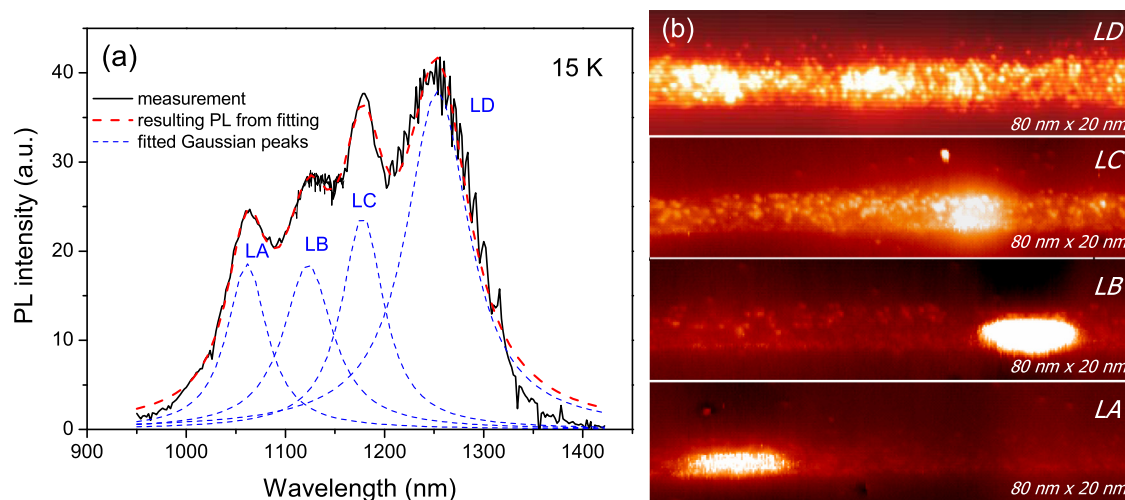 (a)
15 K
measurement
resulting PL from fitting
fitted Gaussian peaks
LA
LB
LC
LD
PL intensity (a.u.)
40
30
20
10
0
900
1000
1100
1200
1300
1400
Wavelength (nm)
(b)
LD
80 nm x 20 nm
LC
80 nm x 20 nm
LB
80 nm x 20 nm
LA
80 nm x 20 nm